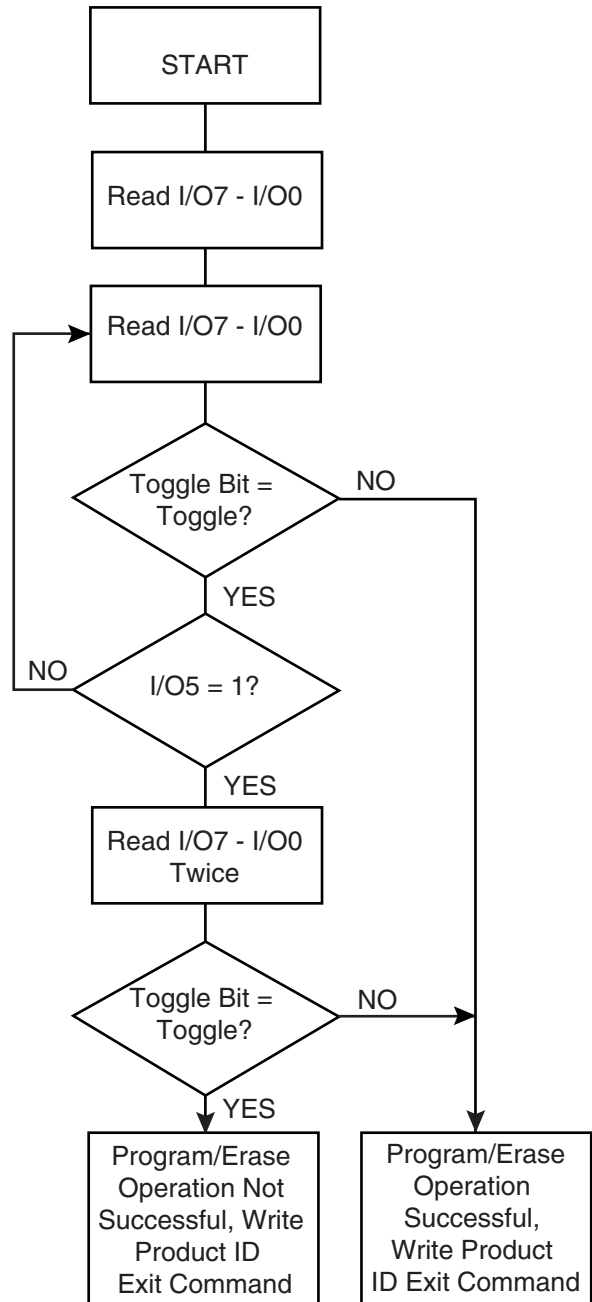 START
Read I/O7 - I/O0
Read I/O7 - I/O0
Toggle Bit =
Toggle?
NO
YES
NO
I/O5 = 1?
YES
Read I/O7 - I/O0
Twice
Toggle Bit =
Toggle?
NO
YES
Program/Erase
Operation Not
Successful, Write
Product ID
Exit Command
Program/Erase
Operation
Successful,
Write Product
ID Exit Command